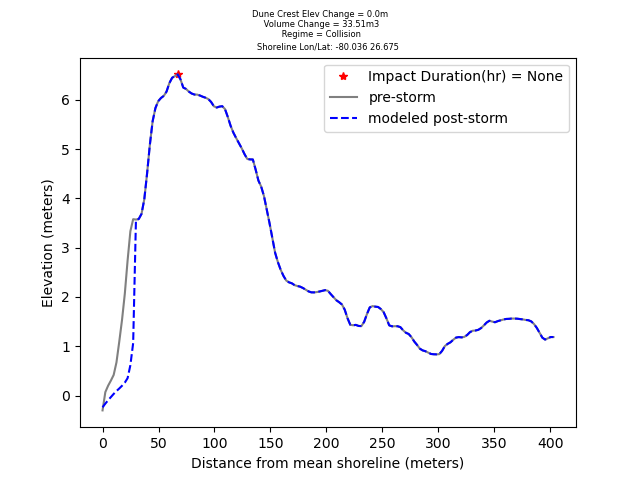 Dune Crest Elev Change = 0.0m
Volume Change = 33.51m3
Regime = Collision
Shoreline Lon/Lat: -80.036 26.675
Impact Duration(hr) = None
pre-storm
modeled post-storm
Elevation (meters)
6
5
4
3
2
1
0
0 50 100 150 200 250 300 350 400
Distance from mean shoreline (meters)